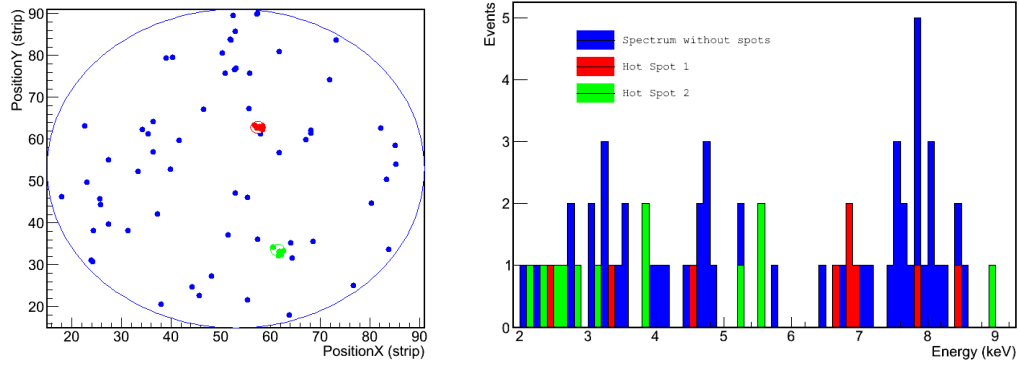 PositionY (strip)
90
80
70
60
50
40
30
20
20 30 40 50 60 70 80 90
PositionX (strip)
Events
5
4
3
2
1
0
Spectrum without spots
Hot Spot 1
Hot Spot 2
2 3 4 5 6 7 8 9
Energy (keV)